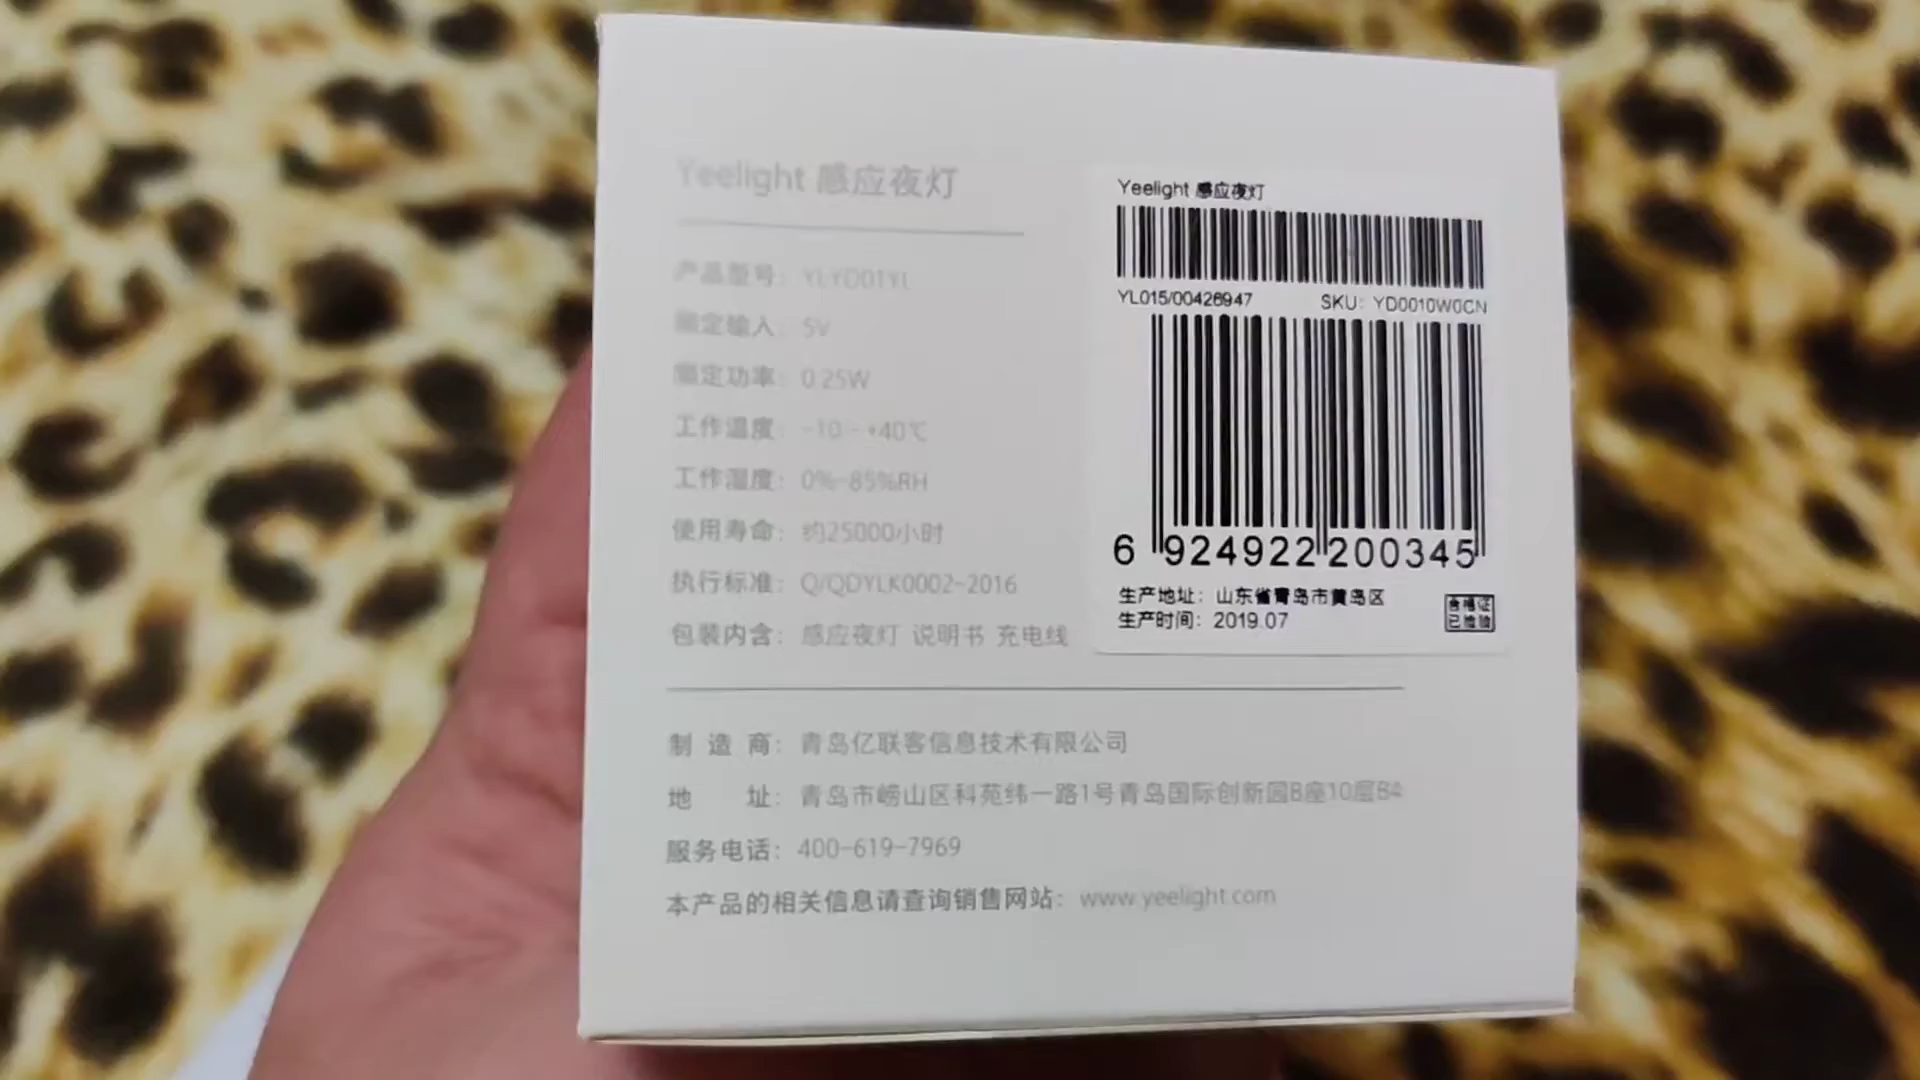 Yeelight 感应夜灯
产品型号：YLYD01YL
额定输入：5V
额定功率：0.25W
工作温度：-10~+40℃
工作湿度：0%-85%RH
使用寿命：约25000小时
执行标准：Q/QDYLK0002-2016
包装内含：感应夜灯 说明书 充电线
Yeelight 感应夜灯
YL015/00426947 SKU：YD0010W0CN
6 924922 200345
生产地址：山东省青岛市黄岛区
生产时间：2019.07
合格证
已检验
制造商：青岛亿联客信息技术有限公司
地址：青岛市崂山区科苑纬一路1号青岛国际创新园B座10层B4
服务电话：400-619-7969
本产品的相关信息请查询销售网站：www.yeelight.com